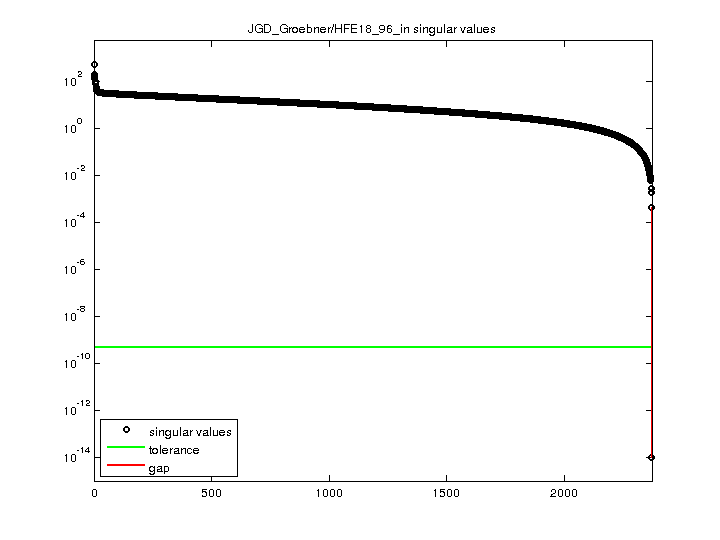 JGD_Groebner/HFE18_96_in singular values
10^2
10^0
10^-2
10^-4
10^-6
10^-8
10^-10
10^-12
10^-14
singular values
tolerance
gap
0 500 1000 1500 2000